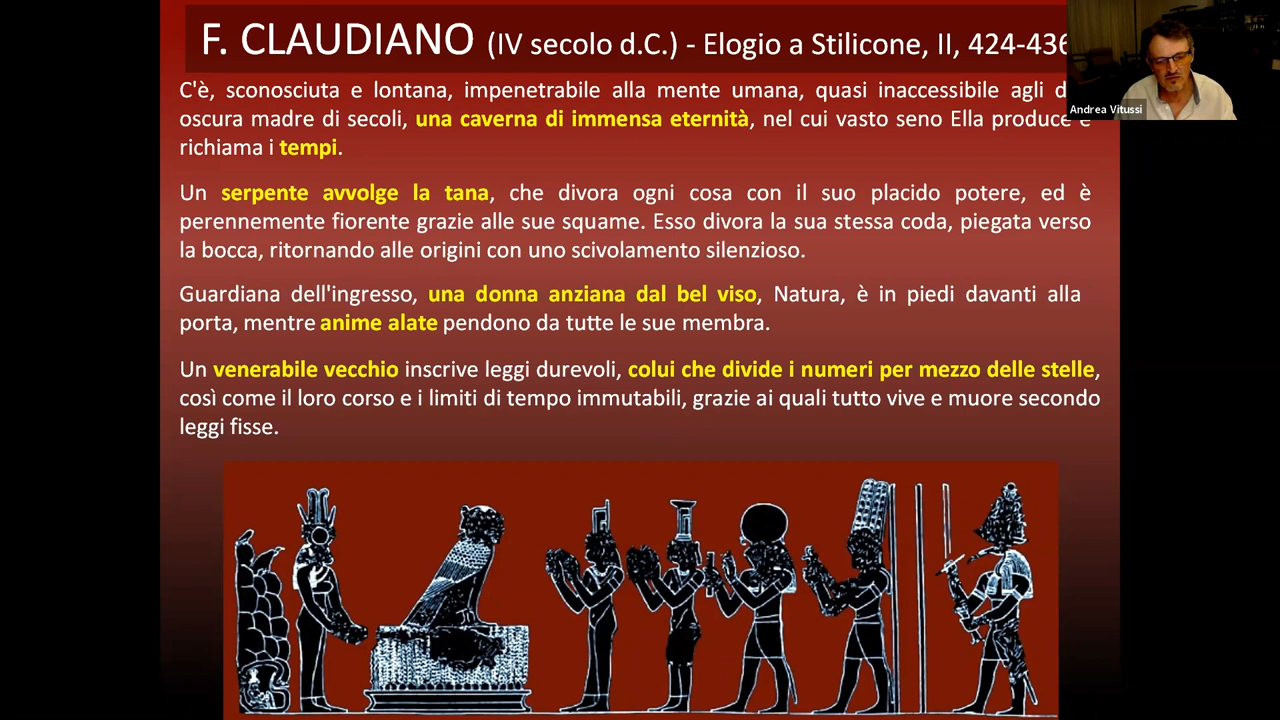 F. CLAUDIANO (IV secolo d.C.) - Elogio a Stilicone, II, 424-436
Andrea Vitussi
C'è, sconosciuta e lontana, impenetrabile alla mente umana, quasi inaccessibile agli
oscura madre di secoli, una caverna di immensa eternità, nel cui vasto seno Ella produce e
richiama i tempi.
Un serpente avvolge la tana, che divora ogni cosa con il suo placido potere, ed è
perennemente fiorente grazie alle sue squame. Esso divora la sua stessa coda, piegata verso
la bocca, ritornando alle origini con uno scivolamento silenzioso.
Guardiana dell'ingresso, una donna anziana dal bel viso, Natura, è in piedi davanti alla
porta, mentre anime alate pendono da tutte le sue membra.
Un venerabile vecchio inscrive leggi durevoli, colui che divide i numeri per mezzo delle stelle,
così come il loro corso e i limiti di tempo immutabili, grazie ai quali tutto vive e muore secondo
leggi fisse.